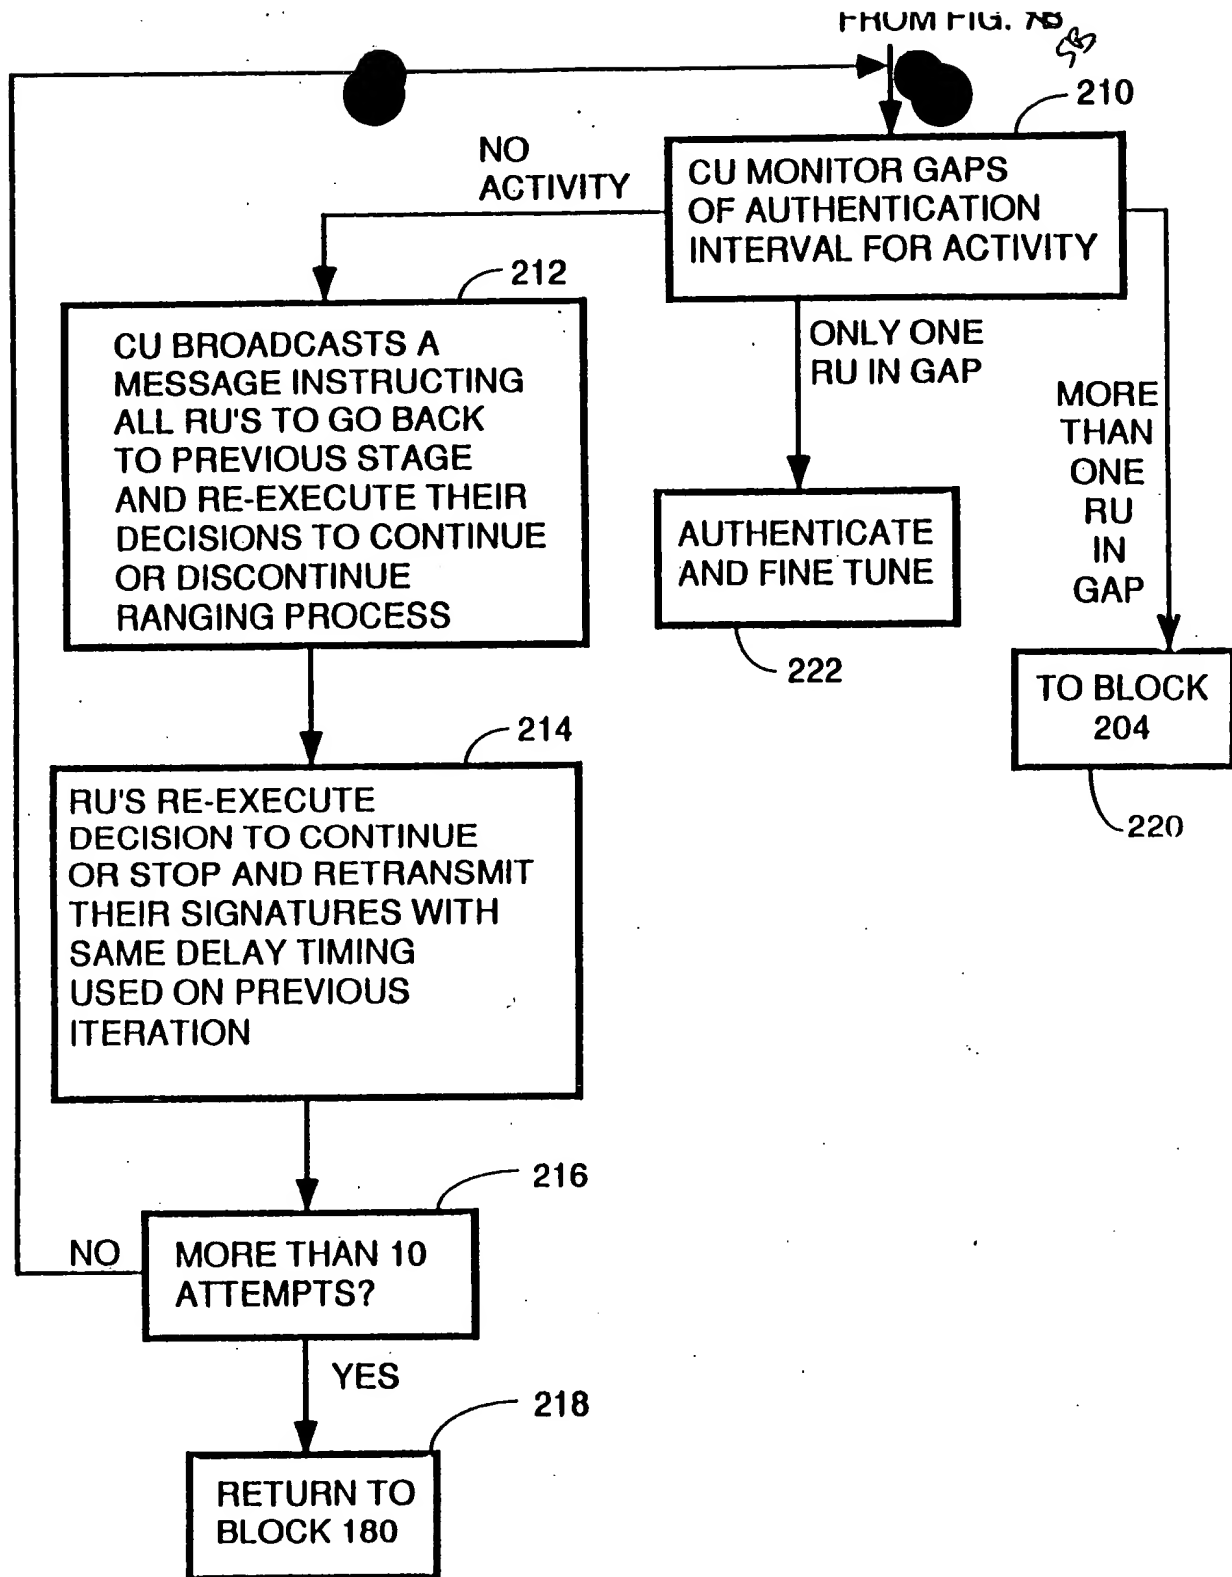 FROM FIG. 7B
5B
210
NO
ACTIVITY
CU MONITOR GAPS
OF AUTHENTICATION
INTERVAL FOR ACTIVITY
212
CU BROADCASTS A
MESSAGE INSTRUCTING
ALL RU'S TO GO BACK
TO PREVIOUS STAGE
AND RE-EXECUTE THEIR
DECISIONS TO CONTINUE
OR DISCONTINUE
RANGING PROCESS
ONLY ONE
RU IN GAP
MORE
THAN
ONE
RU
IN
GAP
AUTHENTICATE
AND FINE TUNE
222
TO BLOCK
204
220
214
RU'S RE-EXECUTE
DECISION TO CONTINUE
OR STOP AND RETRANSMIT
THEIR SIGNATURES WITH
SAME DELAY TIMING
USED ON PREVIOUS
ITERATION
216
NO
MORE THAN 10
ATTEMPTS?
YES
218
RETURN TO
BLOCK 180